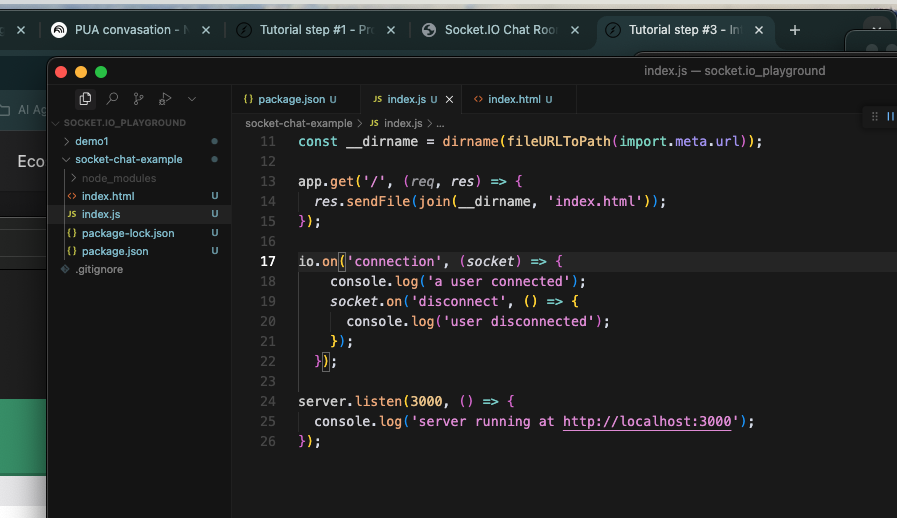 PUA convasation -
Tutorial step #1 - Pr
Socket.IO Chat Roo
Tutorial step #3 - In
index.js — socket.io_playground
AI Ag
Eco
SOCKET.IO_PLAYGROUND
demo1
socket-chat-example
node_modules
index.html U
JS index.js U
{} package-lock.json U
{} package.json U
.gitignore
{} package.json U
JS index.js U
<> index.html U
socket-chat-example > JS index.js > ...
11 const __dirname = dirname(fileURLToPath(import.meta.url));
12
13 app.get('/', (req, res) => {
14 res.sendFile(join(__dirname, 'index.html'));
15 });
16
17 io.on('connection', (socket) => {
18 console.log('a user connected');
19 socket.on('disconnect', () => {
20 console.log('user disconnected');
21 });
22 });
23
24 server.listen(3000, () => {
25 console.log('server running at http://localhost:3000');
26 });